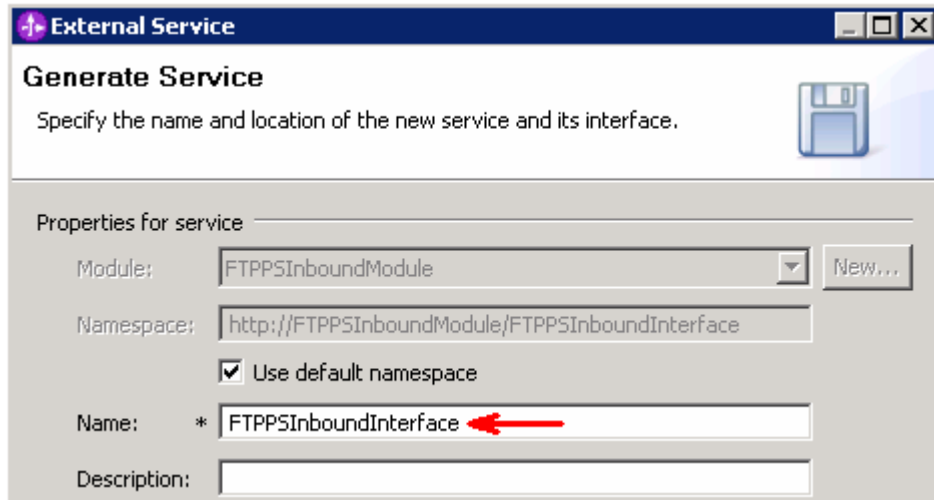 External Service
Generate Service
Specify the name and location of the new service and its interface.
Properties for service
Module: FTPPSInboundModule New...
Namespace: http://FTPPSInboundModule/FTPPSInboundInterface
Use default namespace
Name: * FTPPSInboundInterface
Description: